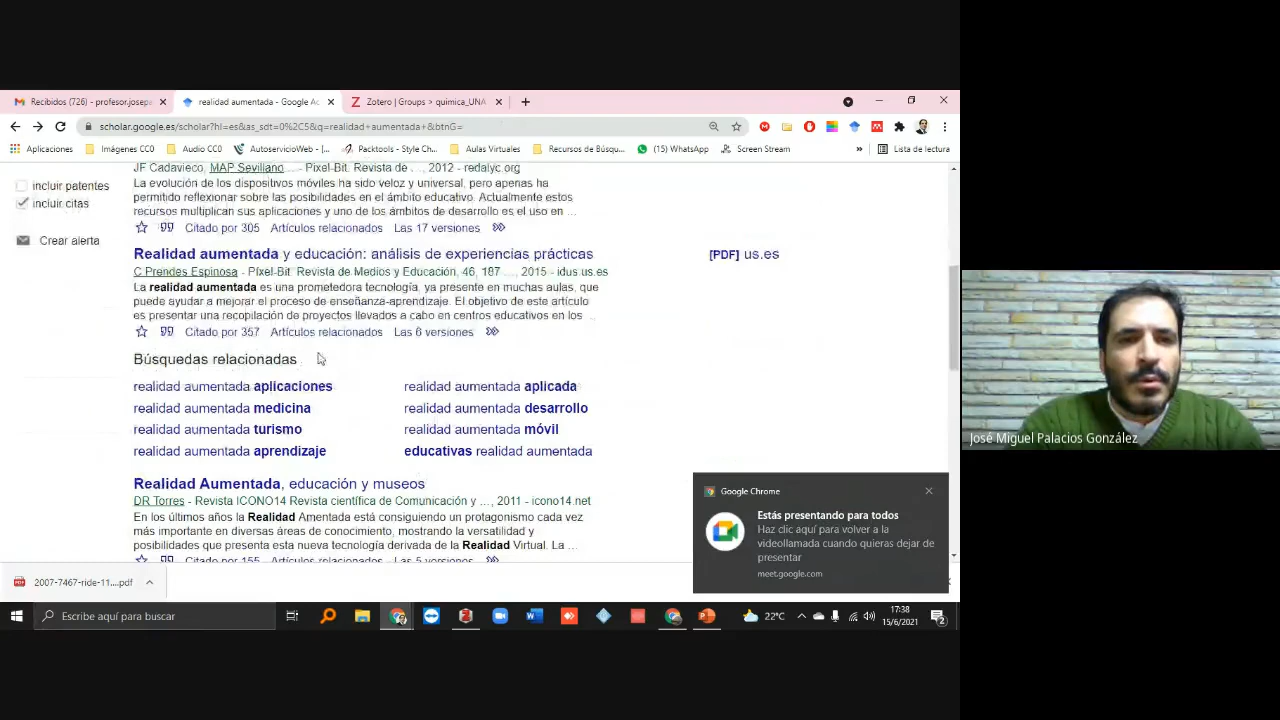 Recibidos (726) - profesor.josepa
realidad aumentada - Google Ac
Zotero | Groups > quimica_UNA
scholar.google.es/scholar?hl=es&as_sdt=0%2C5&q=realidad+aumentada+&btnG=
Aplicaciones
Imágenes CC0
Audio CC0
AutoservicioWeb - (...
Packtools - Style Ch...
Aulas Virtuales
Recursos de Búsqu...
(15) WhatsApp
Screen Stream
»
Lista de lectura
incluir patentes
incluir citas
Crear alerta
JF Cadavieco, MAP Sevillano... - Pixel-Bit. Revista de ..., 2012 - redalyc.org
La evolución de los dispositivos móviles ha sido veloz y universal, pero apenas ha
permitido reflexionar sobre las posibilidades en el ámbito educativo. Actualmente estos
recursos multiplican sus aplicaciones y uno de los ámbitos de desarrollo es el uso en ...
Citado por 305 Artículos relacionados Las 17 versiones
Realidad aumentada y educación: análisis de experiencias prácticas
[PDF] us.es
C Prendes Espinosa - Píxel-Bit. Revista de Medios y Educación, 46, 187 ..., 2015 - idus.us.es
La realidad aumentada es una prometedora tecnología, ya presente en muchas aulas, que
puede ayudar a mejorar el proceso de enseñanza-aprendizaje. El objetivo de este artículo
es presentar una recopilación de proyectos llevados a cabo en centros educativos en los ...
Citado por 357 Artículos relacionados Las 6 versiones
Búsquedas relacionadas
realidad aumentada aplicaciones
realidad aumentada aplicada
realidad aumentada medicina
realidad aumentada desarrollo
realidad aumentada turismo
realidad aumentada móvil
realidad aumentada aprendizaje
educativas realidad aumentada
Realidad Aumentada, educación y museos
DR Torres - Revista ICONO14 Revista científica de Comunicación y ..., 2011 - icono14.net
En los últimos años la Realidad Amentada está consiguiendo un protagonismo cada vez
más importante en diversas áreas de conocimiento, mostrando la versatilidad y
posibilidades que presenta esta nueva tecnología derivada de la Realidad Virtual. La ...
Citado por 155 Artículos relacionados Las 5 versiones
Google Chrome
Estás presentando para todos
Haz clic aquí para volver a la
videollamada cuando quieras dejar de
presentar
meet.google.com
2007-7467-ride-11....pdf
Escribe aquí para buscar
22°C
17:38
15/6/2021
2
José Miguel Palacios González